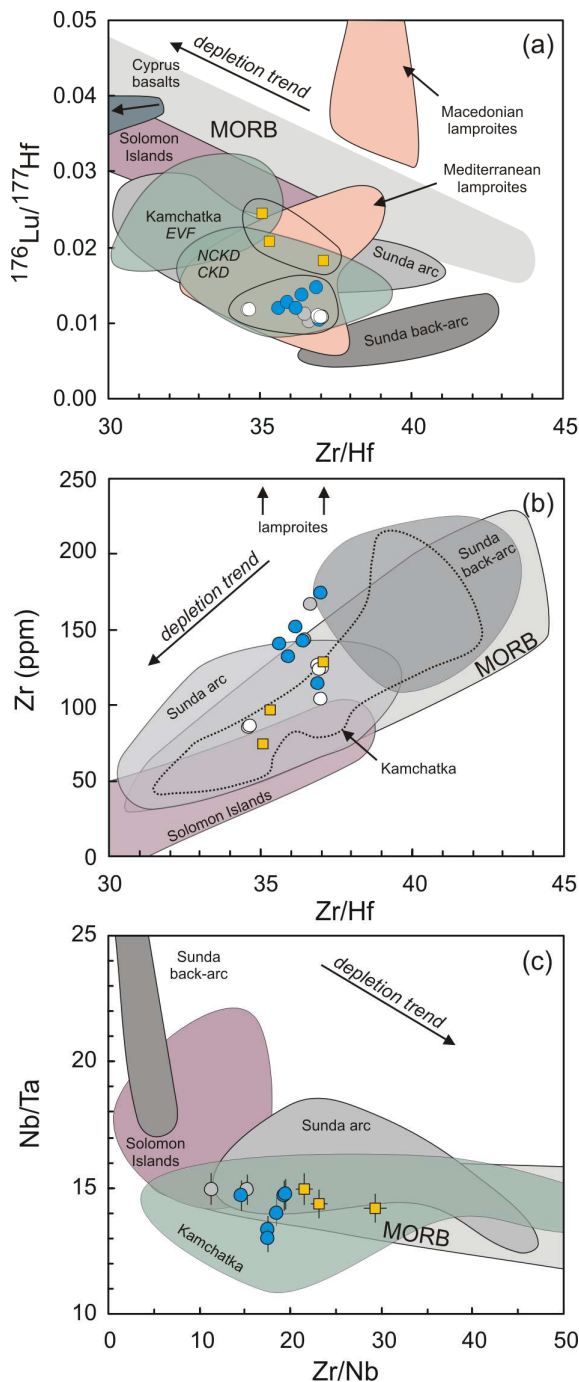 0.05
0.04
0.03
0.02
0.01
0.00
¹⁷⁶Lu/¹⁷⁷Hf
(a)
depletion trend
Cyprus
basalts
MORB
Solomon
Islands
Macedonian
lamproites
Mediterranean
lamproites
Kamchatka
EVF
NCKD
CKD
Sunda arc
Sunda back-arc
30
35
40
45
Zr/Hf
250
200
150
100
50
0
Zr (ppm)
(b)
lamproites
depletion trend
Sunda
back-arc
MORB
Sunda arc
Kamchatka
Solomon Islands
30
35
40
45
Zr/Hf
25
20
15
10
Nb/Ta
(c)
Sunda
back-arc
depletion trend
Solomon
Islands
Sunda arc
MORB
Kamchatka
0
10
20
30
40
50
Zr/Nb